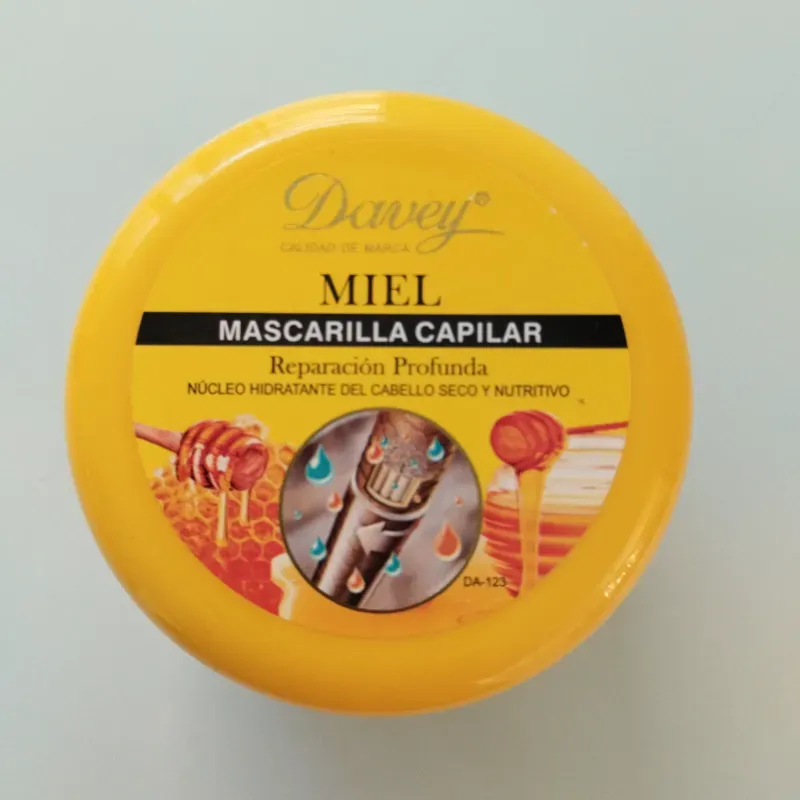 Davey®
CALIDAD DE MARCA
MIEL
MASCARILLA CAPILAR
Reparación Profunda
NÚCLEO HIDRATANTE DEL CABELLO SECO Y NUTRITIVO
DA-123